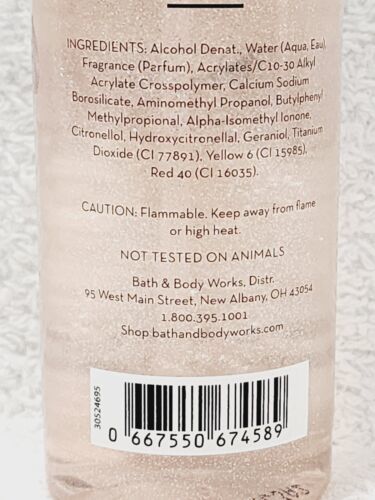 INGREDIENTS: Alcohol Denat., Water (Aqua, Eau),
Fragrance (Parfum), Acrylates/C10-30 Alkyl
Acrylate Crosspolymer, Calcium Sodium
Borosilicate, Aminomethyl Propanol, Butylphenyl
Methylpropional, Alpha-Isomethyl Ionone,
Citronellol, Hydroxycitronellal, Geraniol, Titanium
Dioxide (CI 77891), Yellow 6 (CI 15985),
Red 40 (CI 16035).
CAUTION: Flammable. Keep away from flame
or high heat.
NOT TESTED ON ANIMALS
Bath & Body Works, Distr.
95 West Main Street, New Albany, OH 43054
1.800.395.1001
Shop:bathandbodyworks.com
30524695
0 667550 674589